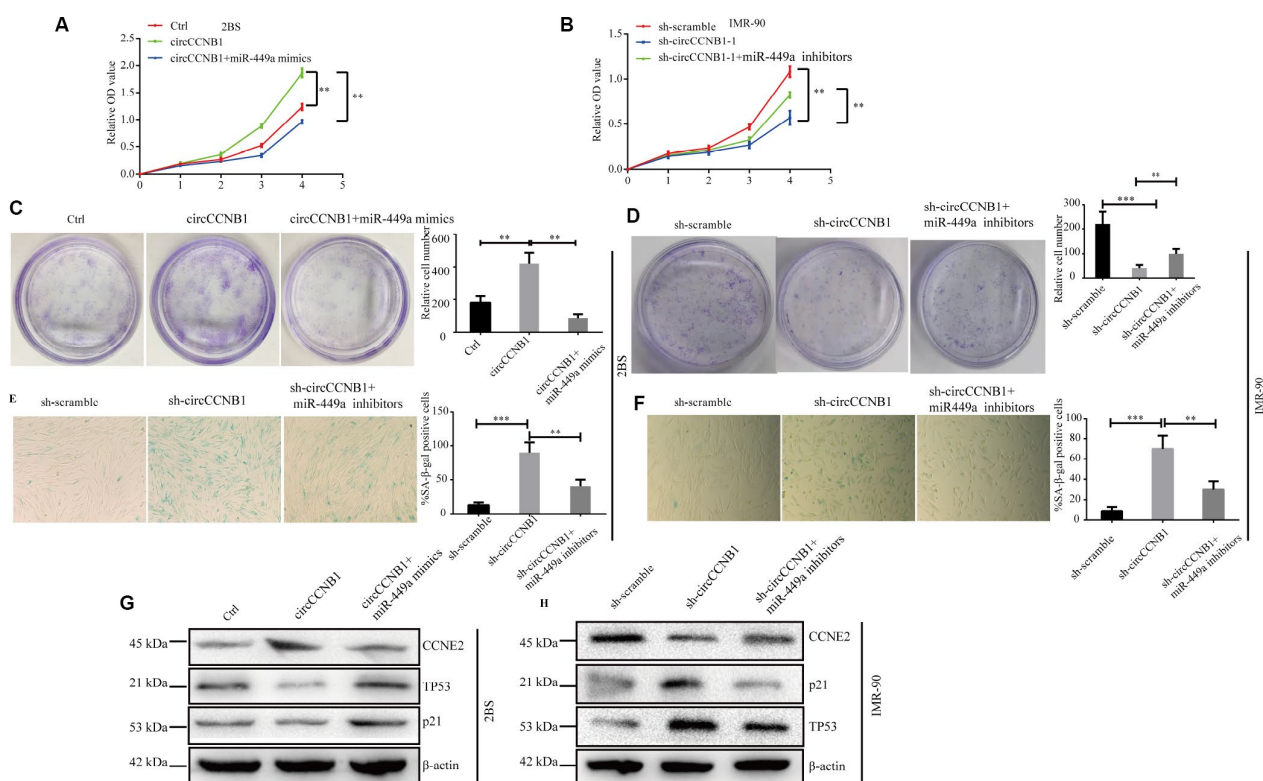 A
Ctrl 2BS
circCCNB1
circCCNB1+miR-449a mimics
Relative OD value
2.5
2.0
1.5
1.0
0.5
0.0
0 1 2 3 4 5
**
**
B
sh-scramble IMR-90
sh-circCCNB1-1
sh-circCCNB1-1+miR-449a inhibitors
Relative OD value
1.5
1.0
0.5
0.0
0 1 2 3 4 5
**
**
C
Ctrl circCCNB1 circCCNB1+miR-449a mimics
Relative cell number
600
400
200
0
** **
Ctrl
circCCNB1
circCCNB1+
miR-449a mimics
D
sh-scramble sh-circCCNB1 sh-circCCNB1+
miR-449a inhibitors
Relative cell number
300
200
100
0
**
***
sh-scramble
sh-circCCNB1
sh-circCCNB1+
miR-449a inhibitors
E
sh-scramble sh-circCCNB1 sh-circCCNB1+
miR-449a inhibitors
%SA-β-gal positive cells
150
100
50
0
*** **
sh-scramble
sh-circCCNB1
sh-circCCNB1+
miR-449a inhibitors
2BS
F
sh-scramble sh-circCCNB1 sh-circCCNB1+
miR449a inhibitors
%SA-β-gal positive cells
100
80
60
40
20
0
*** **
sh-scramble
sh-circCCNB1
sh-circCCNB1+
miR-449a inhibitors
IMR-90
G
Ctrl
circCCNB1
circCCNB1+
miR-449a mimics
45 kDa CCNE2
21 kDa TP53
53 kDa p21
42 kDa β-actin
2BS
H
sh-scramble
sh-circCCNB1
sh-circCCNB1+
miR-449a inhibitors
45 kDa CCNE2
21 kDa p21
53 kDa TP53
42 kDa β-actin
IMR-90